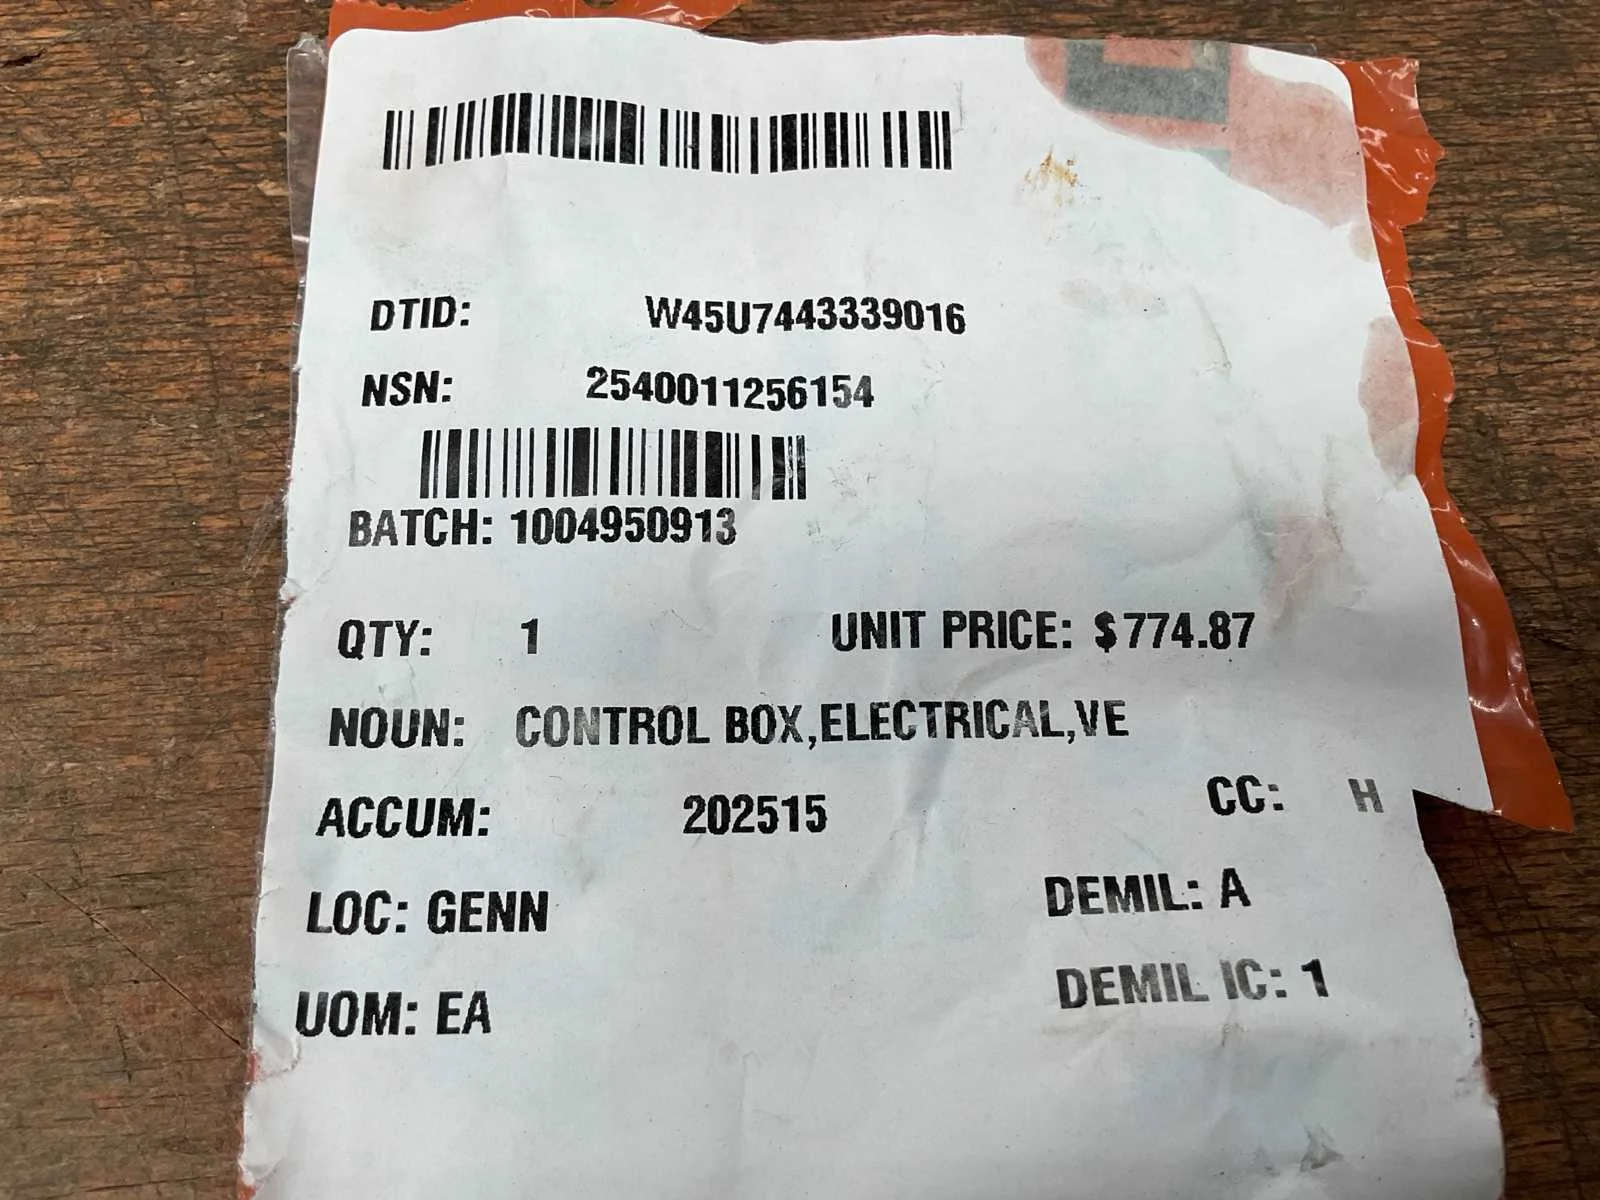 DTID: W45U7443339016
NSN: 2540011256154
BATCH: 1004950913
QTY: 1 UNIT PRICE: $774.87
NOUN: CONTROL BOX,ELECTRICAL,VE
ACCUM: 202515 CC: H
LOC: GENN DEMIL: A
UOM: EA DEMIL IC: 1